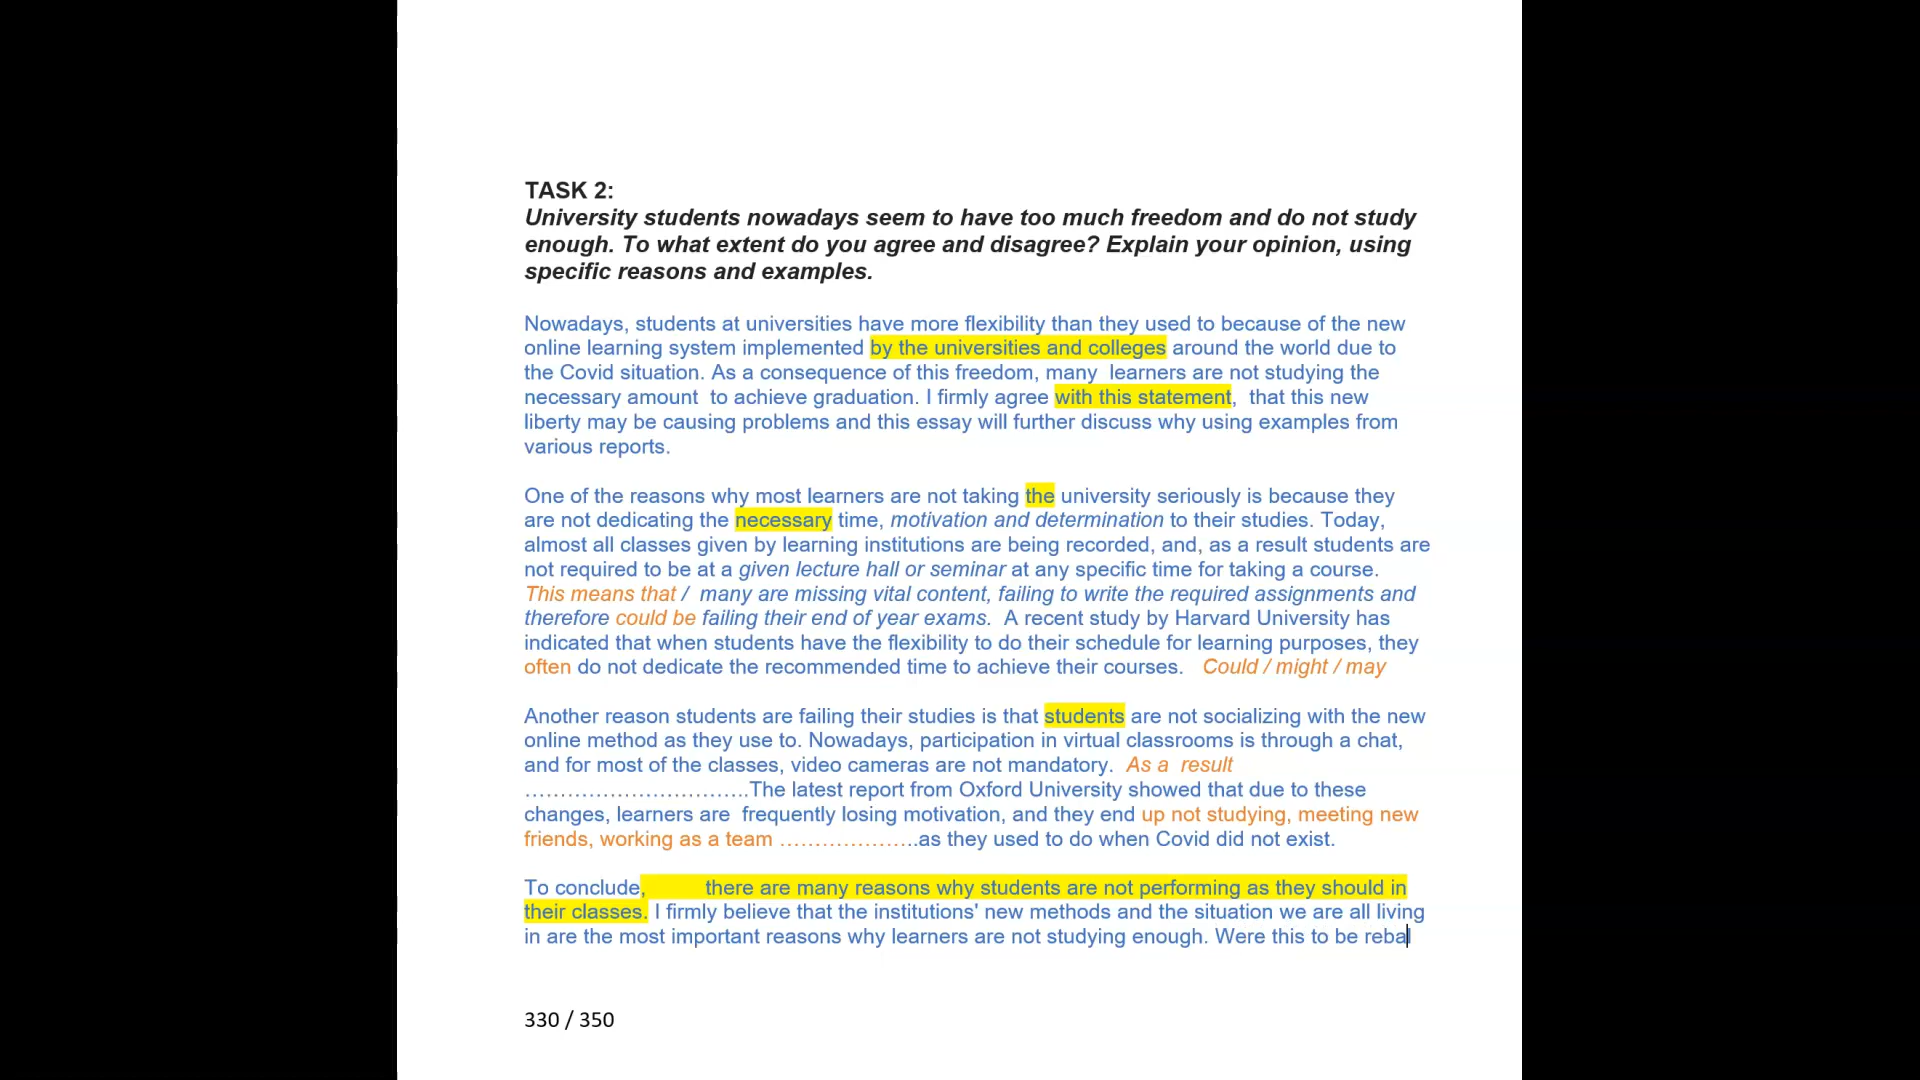 TASK 2:
University students nowadays seem to have too much freedom and do not study
enough. To what extent do you agree and disagree? Explain your opinion, using
specific reasons and examples.
Nowadays, students at universities have more flexibility than they used to because of the new
online learning system implemented by the universities and colleges around the world due to
the Covid situation. As a consequence of this freedom, many  learners are not studying the
necessary amount  to achieve graduation. I firmly agree with this statement,  that this new
liberty may be causing problems and this essay will further discuss why using examples from
various reports.
One of the reasons why most learners are not taking the university seriously is because they
are not dedicating the necessary time, motivation and determination to their studies. Today,
almost all classes given by learning institutions are being recorded, and, as a result students are
not required to be at a given lecture hall or seminar at any specific time for taking a course.
This means that /  many are missing vital content, failing to write the required assignments and
therefore could be failing their end of year exams.  A recent study by Harvard University has
indicated that when students have the flexibility to do their schedule for learning purposes, they
often do not dedicate the recommended time to achieve their courses.   Could / might / may
Another reason students are failing their studies is that students are not socializing with the new
online method as they use to. Nowadays, participation in virtual classrooms is through a chat,
and for most of the classes, video cameras are not mandatory.  As a  result
…………………………..The latest report from Oxford University showed that due to these
changes, learners are  frequently losing motivation, and they end up not studying, meeting new
friends, working as a team ………………..as they used to do when Covid did not exist.
To conclude,       there are many reasons why students are not performing as they should in
their classes. I firmly believe that the institutions' new methods and the situation we are all living
in are the most important reasons why learners are not studying enough. Were this to be rebal
330 / 350